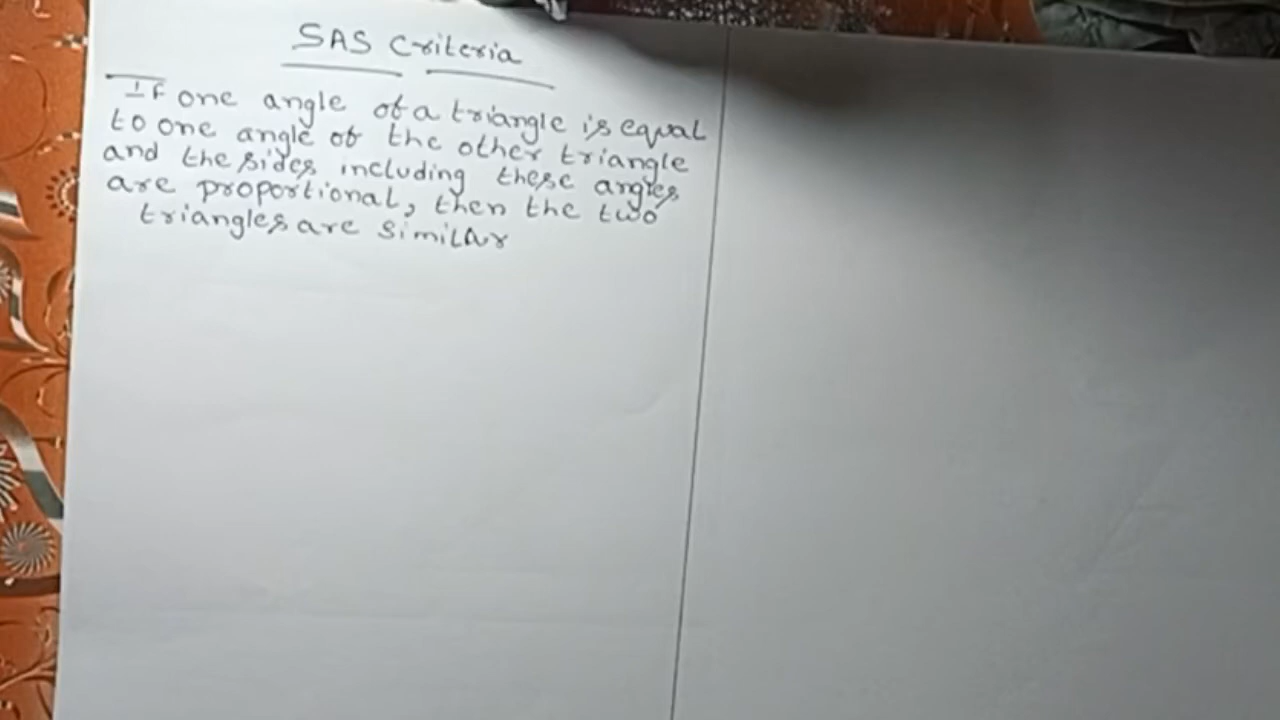 SAS Criteria
If one angle of a triangle is equal
to one angle of the other triangle
and the sides including these angles
are proportional, then the two
triangles are similar